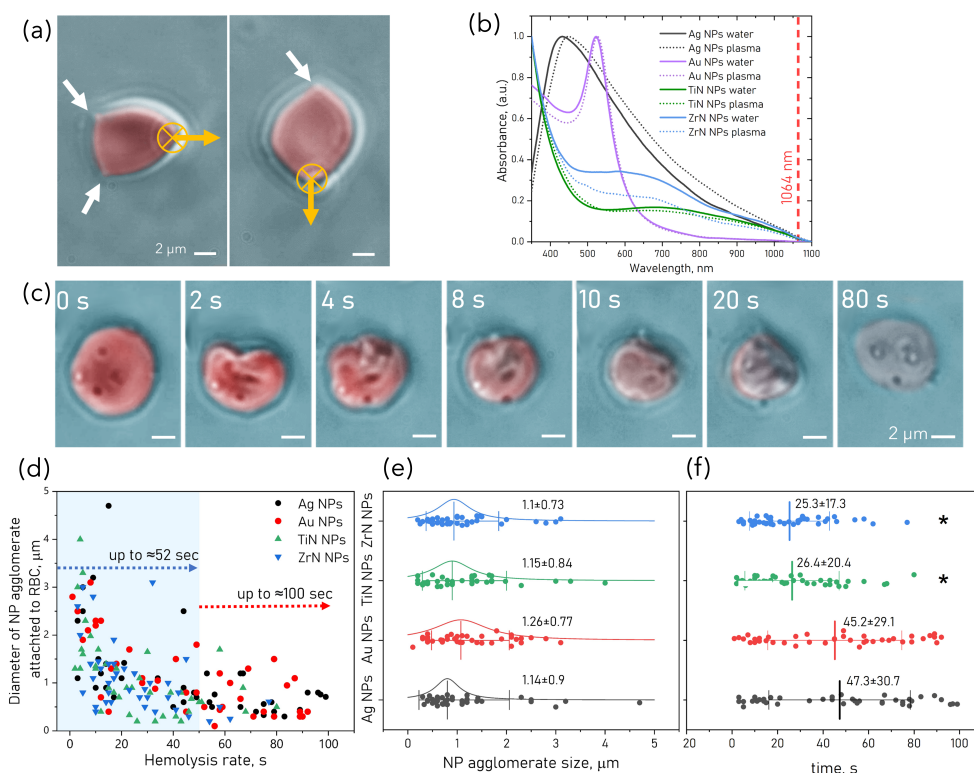 (a)
2 µm
(b)
Absorbance, (a.u.)
1.0
0.8
0.6
0.4
0.2
0.0
Ag NPs water
Ag NPs plasma
Au NPs water
Au NPs plasma
TiN NPs water
TiN NPs plasma
ZrN NPs water
ZrN NPs plasma
1064 nm
400 500 600 700 800 900 1000 1100
Wavelength, nm
(c)
0 s
2 s
4 s
8 s
10 s
20 s
80 s
2 µm
(d)
Diameter of NP agglomerate
attachted to RBC, µm
5
4
3
2
1
0
Ag NPs
Au NPs
TiN NPs
ZrN NPs
up to ≈52 sec
up to ≈100 sec
0 20 40 60 80 100
Hemolysis rate, s
(e)
ZrN NPs
TiN NPs
Au NPs
Ag NPs
1.1±0.73
1.15±0.84
1.26±0.77
1.14±0.9
0 1 2 3 4 5
NP agglomerate size, µm
(f)
25.3±17.3
*
26.4±20.4
*
45.2±29.1
47.3±30.7
0 20 40 60 80 100
time, s